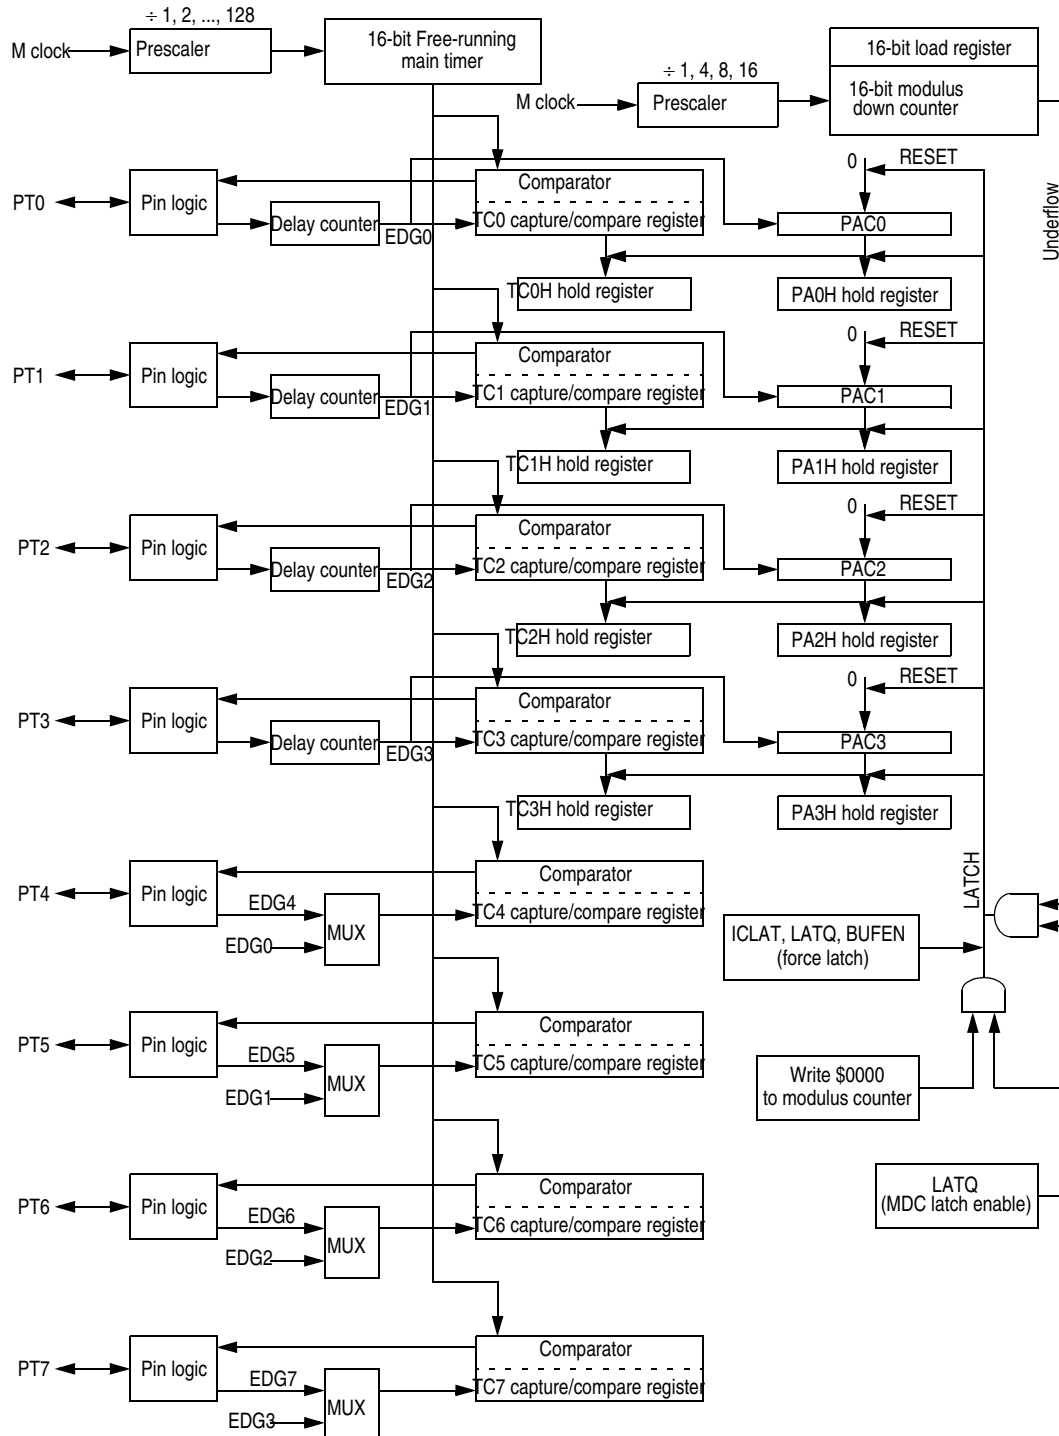 ÷ 1, 2, ..., 128
M clock
Prescaler
16-bit Free-running
main timer
÷ 1, 4, 8, 16
M clock
Prescaler
16-bit load register
16-bit modulus
down counter
Underflow
PT0
Pin logic
Delay counter
EDG0
Comparator
TC0 capture/compare register
TC0H hold register
0
RESET
PAC0
PA0H hold register
PT1
Pin logic
Delay counter
EDG1
Comparator
TC1 capture/compare register
TC1H hold register
0
RESET
PAC1
PA1H hold register
PT2
Pin logic
Delay counter
EDG2
Comparator
TC2 capture/compare register
TC2H hold register
0
RESET
PAC2
PA2H hold register
PT3
Pin logic
Delay counter
EDG3
Comparator
TC3 capture/compare register
TC3H hold register
0
RESET
PAC3
PA3H hold register
LATCH
PT4
Pin logic
EDG4
EDG0
MUX
Comparator
TC4 capture/compare register
ICLAT, LATQ, BUFEN
(force latch)
PT5
Pin logic
EDG5
EDG1
MUX
Comparator
TC5 capture/compare register
Write $0000
to modulus counter
PT6
Pin logic
EDG6
EDG2
MUX
Comparator
TC6 capture/compare register
LATQ
(MDC latch enable)
PT7
Pin logic
EDG7
EDG3
MUX
Comparator
TC7 capture/compare register